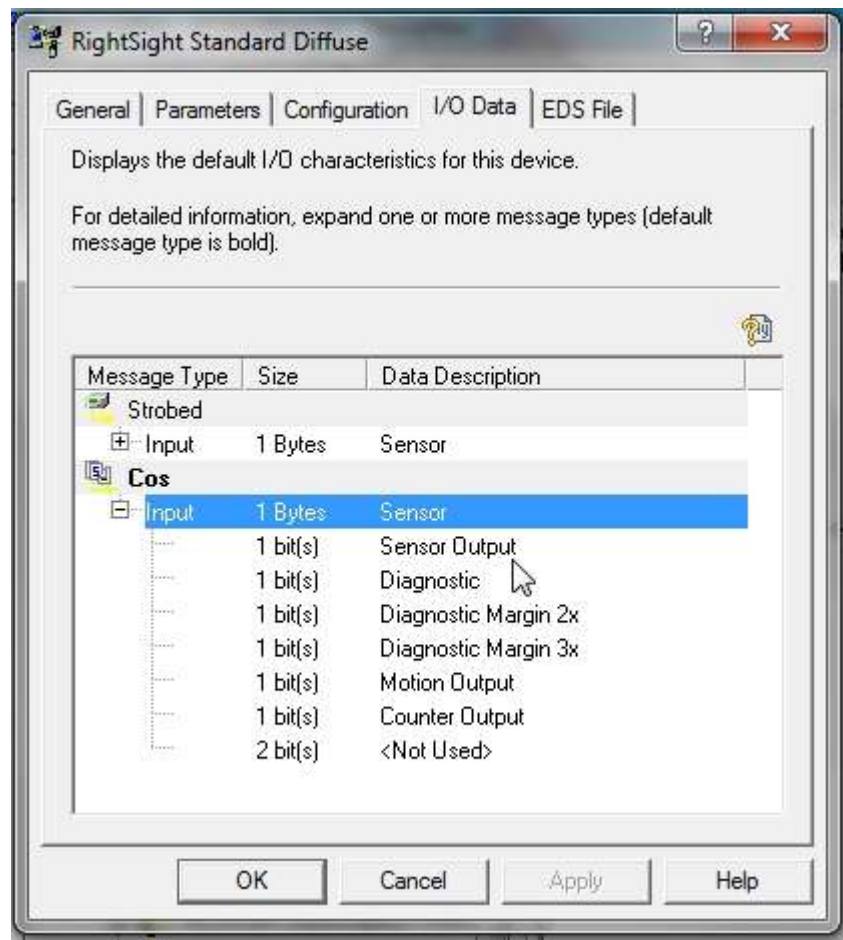 RightSight Standard Diffuse
General Parameters Configuration I/O Data EDS File
Displays the default I/O characteristics for this device.
For detailed information, expand one or more message types (default
message type is bold).
Message Type Size Data Description
Strobed
Input 1 Bytes Sensor
Cos
Input 1 Bytes Sensor
1 bit(s) Sensor Output
1 bit(s) Diagnostic
1 bit(s) Diagnostic Margin 2x
1 bit(s) Diagnostic Margin 3x
1 bit(s) Motion Output
1 bit(s) Counter Output
2 bit(s) <Not Used>
OK Cancel Apply Help